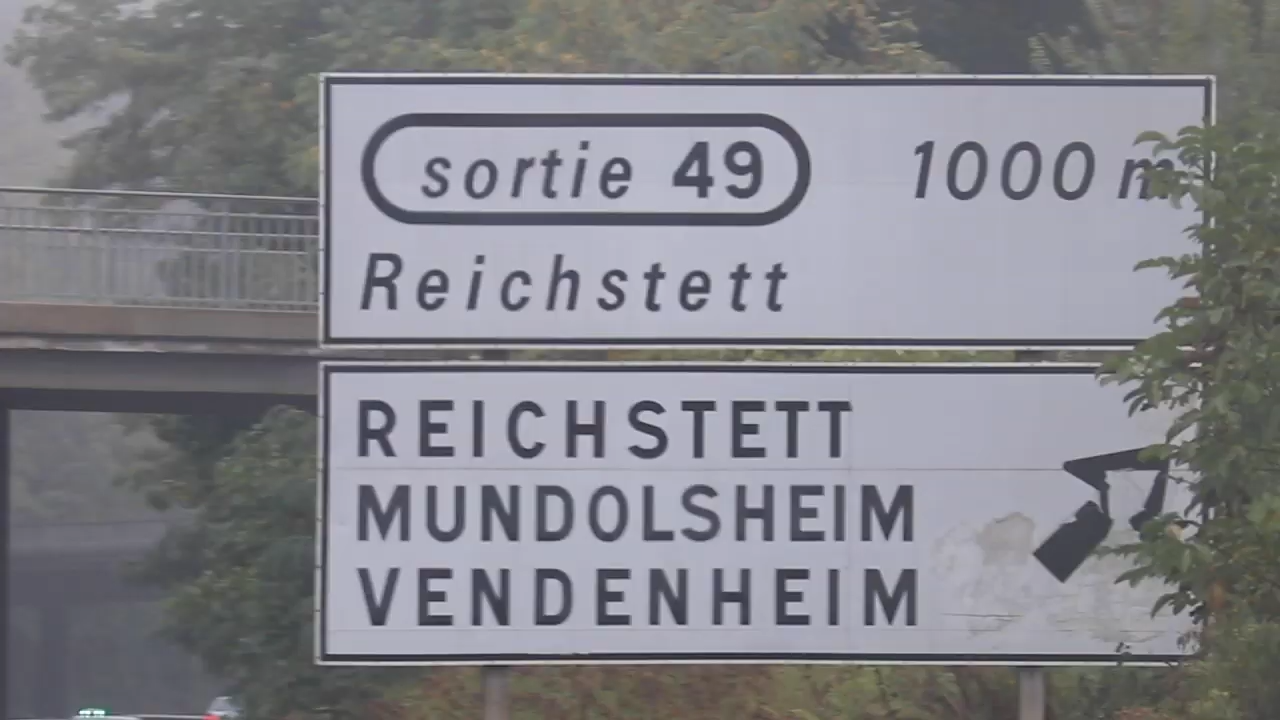 sortie 49 1000 m
Reichstett
REICHSTETT
MUNDOLSHEIM
VENDENHEIM